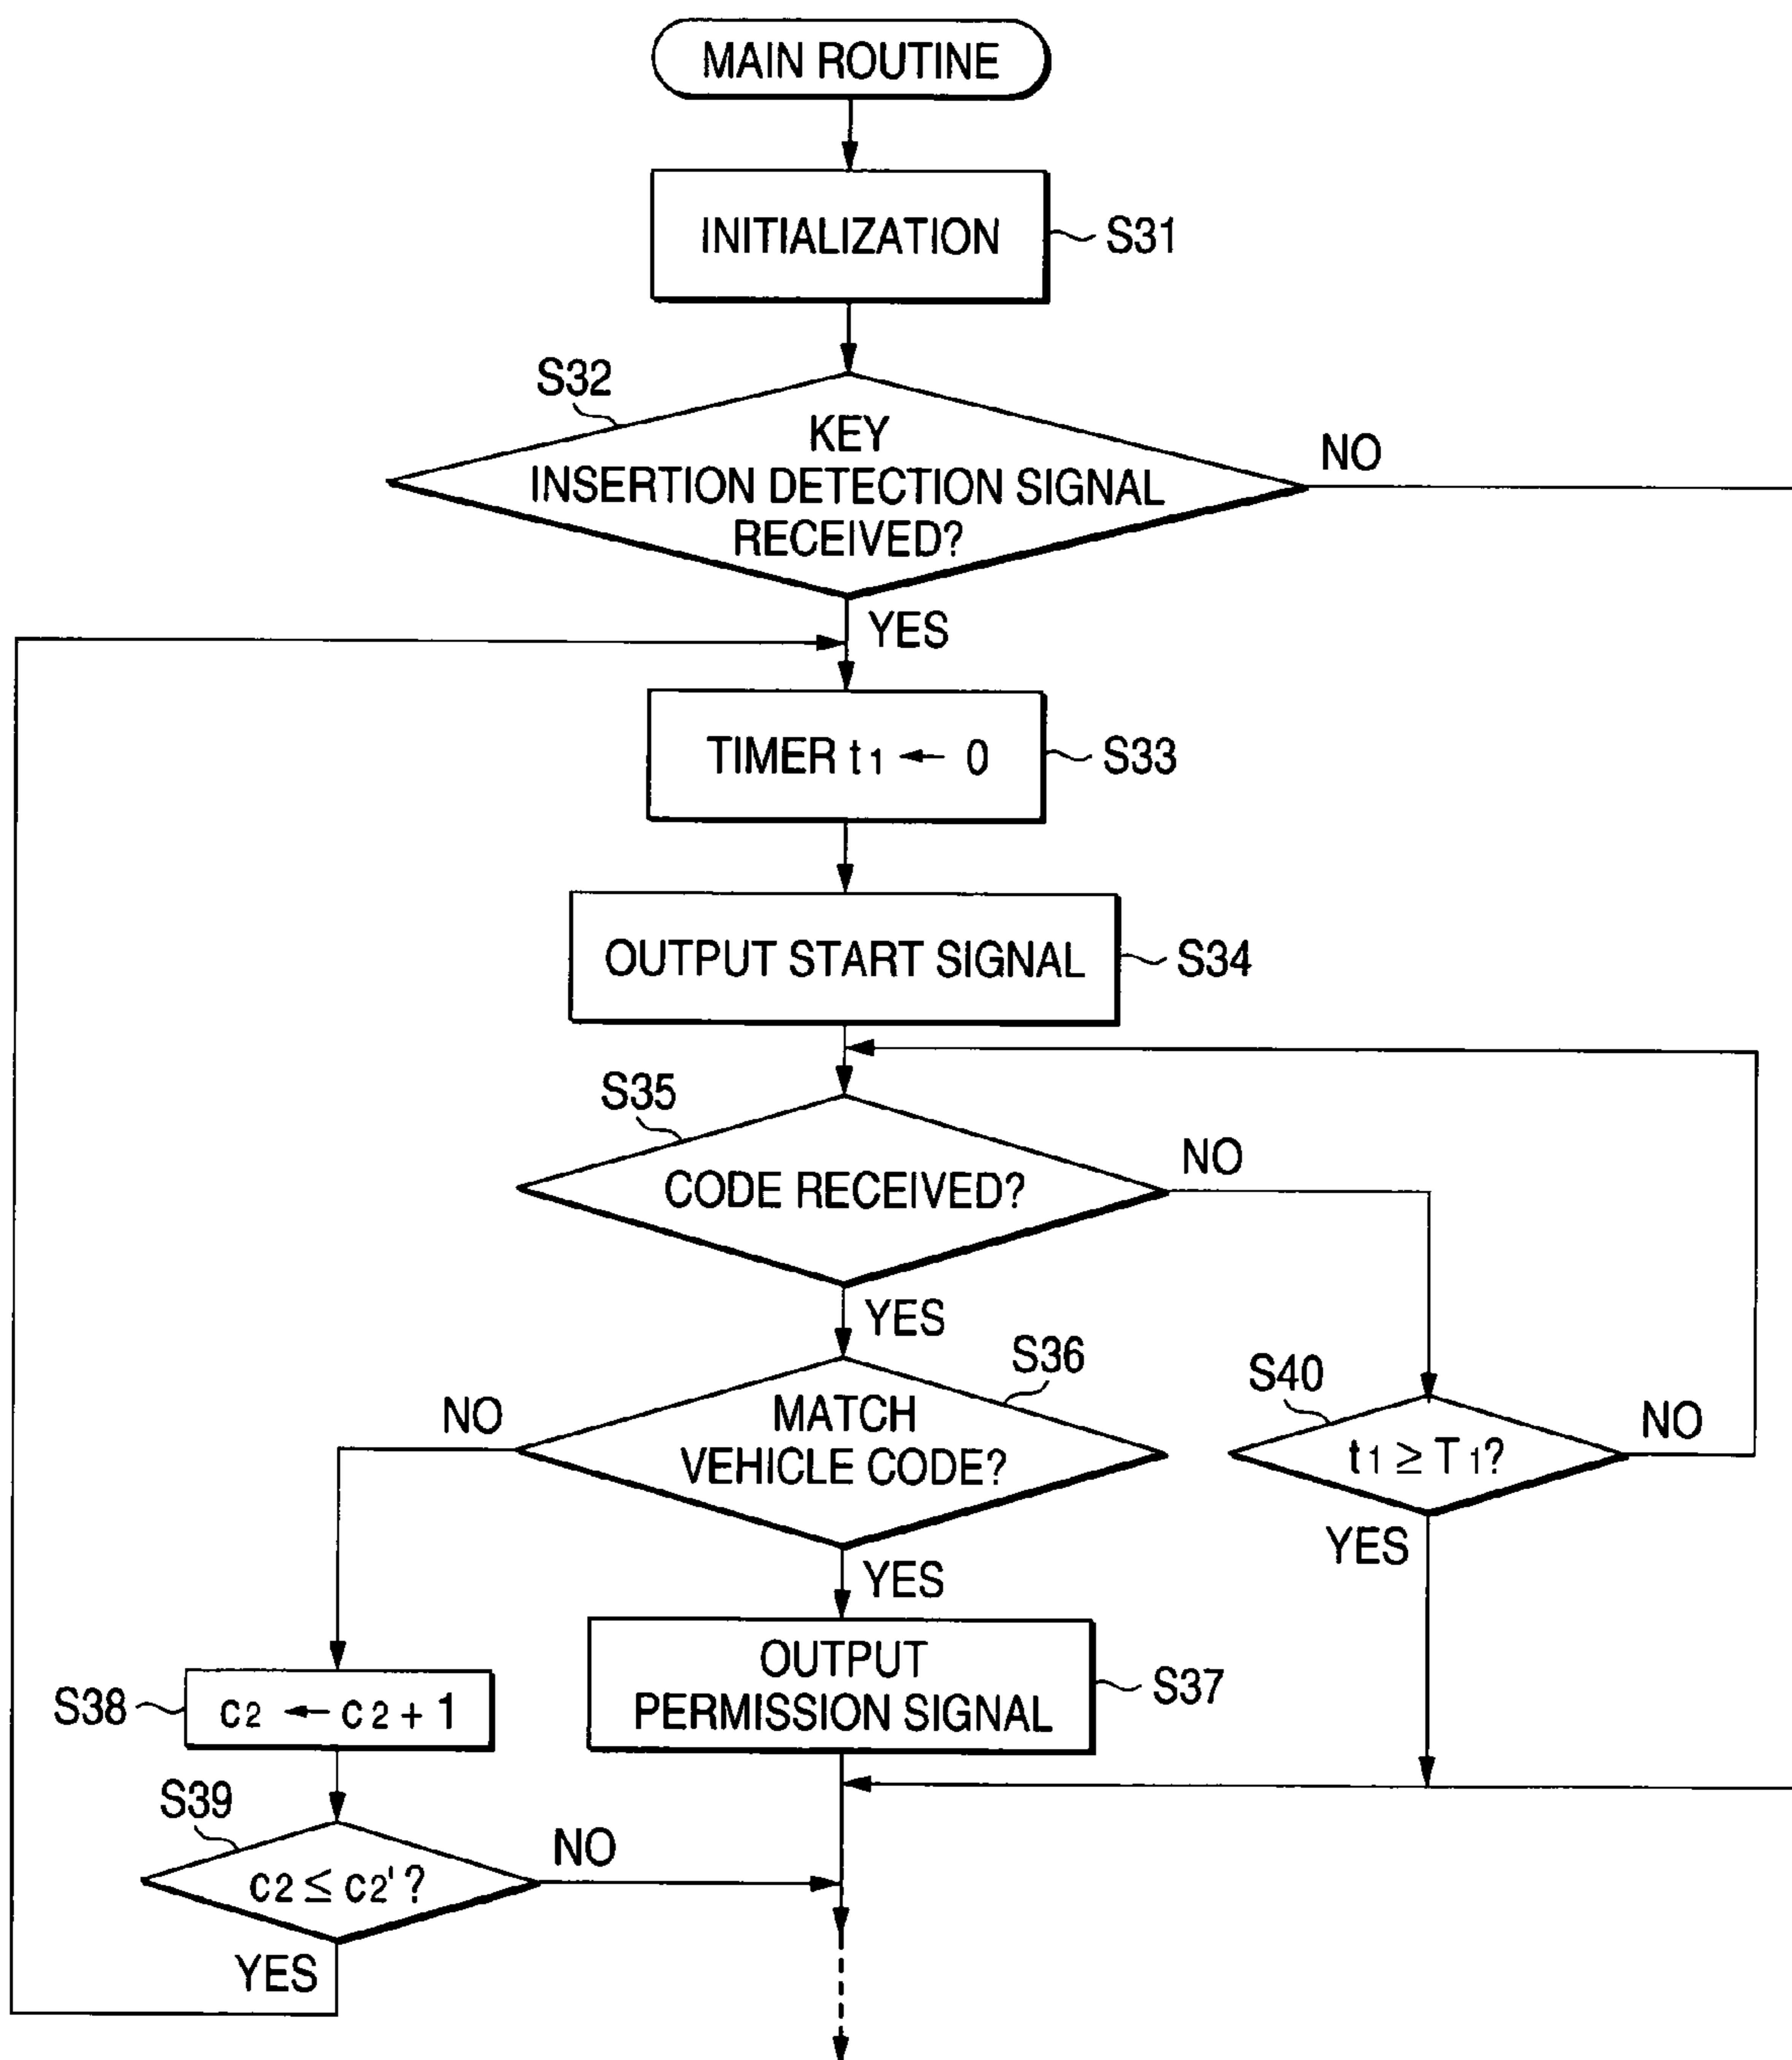 MAIN ROUTINE
INITIALIZATION
S31
S32
KEY
INSERTION DETECTION SIGNAL
RECEIVED?
NO
YES
TIMER t1 ← 0
S33
OUTPUT START SIGNAL
S34
S35
CODE RECEIVED?
NO
YES
S36
MATCH
VEHICLE CODE?
NO
YES
S40
t1 ≥ T1?
NO
YES
OUTPUT
PERMISSION SIGNAL
S37
S38
c2 ← c2 + 1
S39
c2 ≤ c2'?
NO
YES